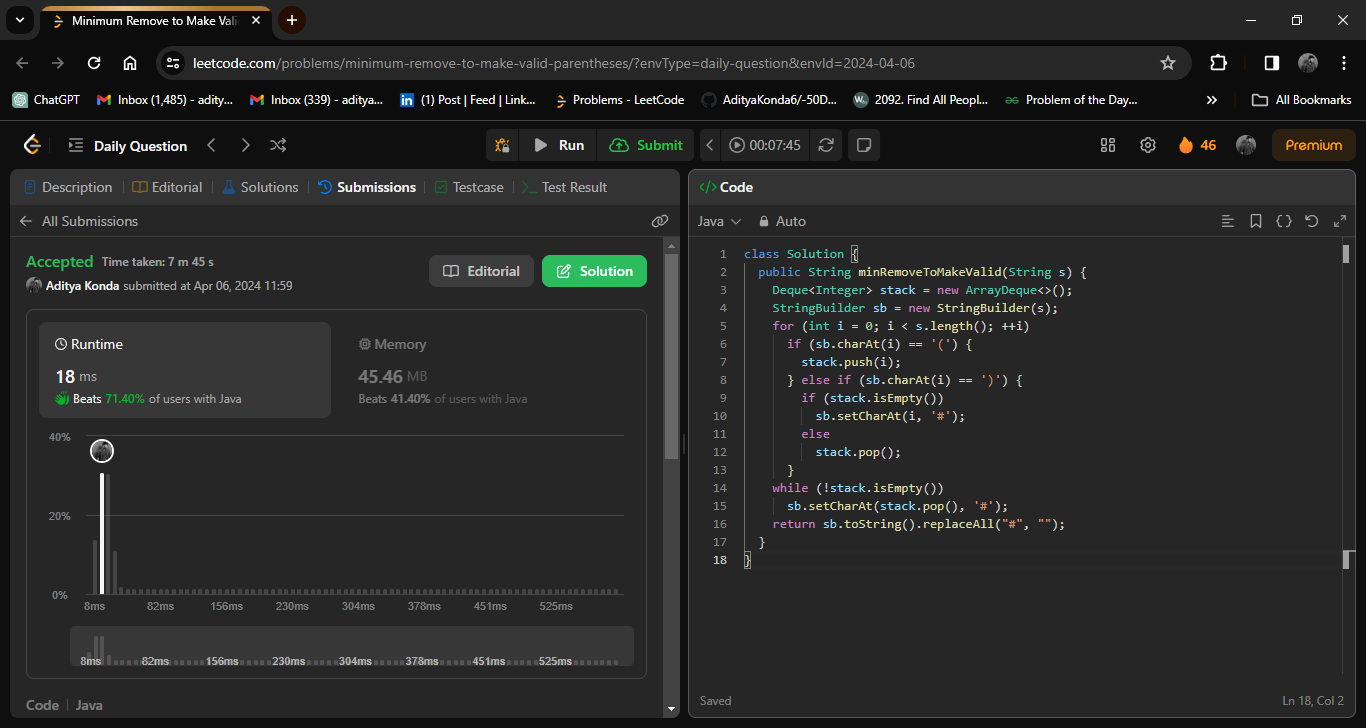 Minimum Remove to Make Vali
leetcode.com/problems/minimum-remove-to-make-valid-parentheses/?envType=daily-question&envId=2024-04-06
ChatGPT Inbox (1,485) - adity... Inbox (339) - aditya... (1) Post | Feed | Link... Problems - LeetCode AdityaKonda6/-50D... 2092. Find All Peopl... Problem of the Day... » All Bookmarks
Daily Question Run Submit 00:07:45 46 Premium
Description | Editorial | Solutions | Submissions | Testcase | Test Result
All Submissions
Accepted Time taken: 7 m 45 s
Aditya Konda submitted at Apr 06, 2024 11:59
Editorial Solution
Runtime
18 ms
Beats 71.40% of users with Java
Memory
45.46 MB
Beats 41.40% of users with Java
40%
20%
0%
8ms 82ms 156ms 230ms 304ms 378ms 451ms 525ms
8ms 82ms 156ms 230ms 304ms 378ms 451ms 525ms
Code | Java
</> Code
Java Auto
1 class Solution {
2 public String minRemoveToMakeValid(String s) {
3 Deque<Integer> stack = new ArrayDeque<>();
4 StringBuilder sb = new StringBuilder(s);
5 for (int i = 0; i < s.length(); ++i)
6 if (sb.charAt(i) == '(') {
7 stack.push(i);
8 } else if (sb.charAt(i) == ')') {
9 if (stack.isEmpty())
10 sb.setCharAt(i, '#');
11 else
12 stack.pop();
13 }
14 while (!stack.isEmpty())
15 sb.setCharAt(stack.pop(), '#');
16 return sb.toString().replaceAll("#", "");
17 }
18 }
Saved Ln 18, Col 2